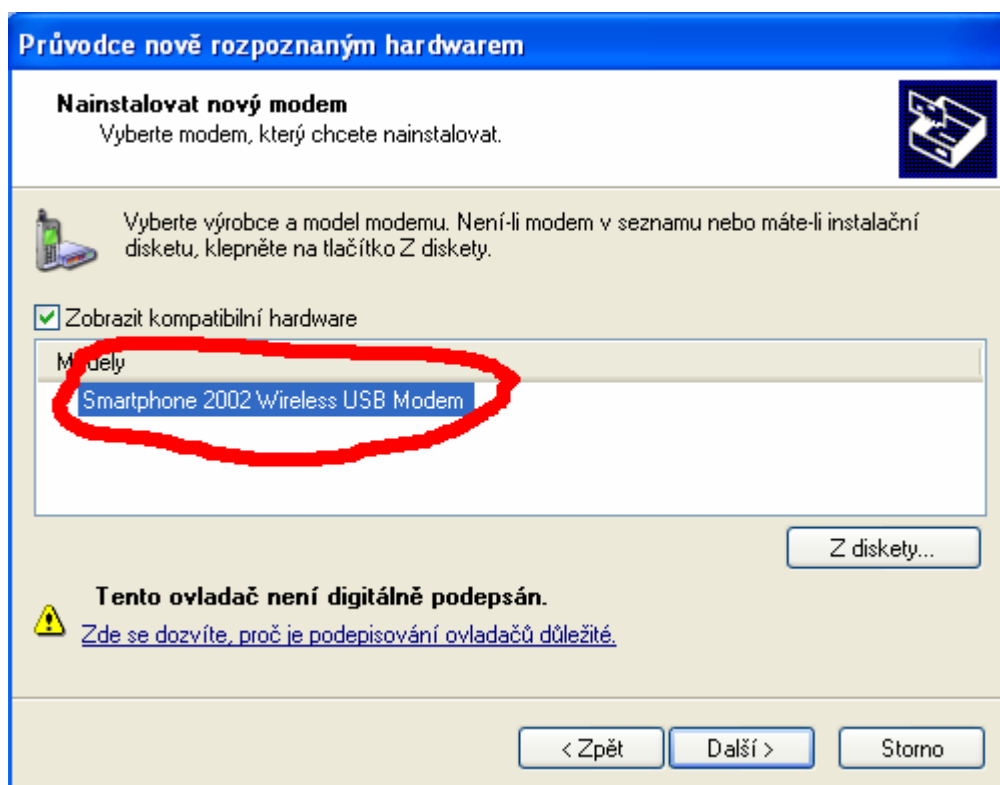 Průvodce nově rozpoznaným hardwarem
Nainstalovat nový modem
Vyberte modem, který chcete nainstalovat.
Vyberte výrobce a model modemu. Není-li modem v seznamu nebo máte-li instalační
disketu, klepněte na tlačítko Z diskety.
Zobrazit kompatibilní hardware
Modely
Smartphone 2002 Wireless USB Modem
Z diskety...
Tento ovladač není digitálně podepsán.
Zde se dozvíte, proč je podepisování ovladačů důležité.
< Zpět
Další >
Storno